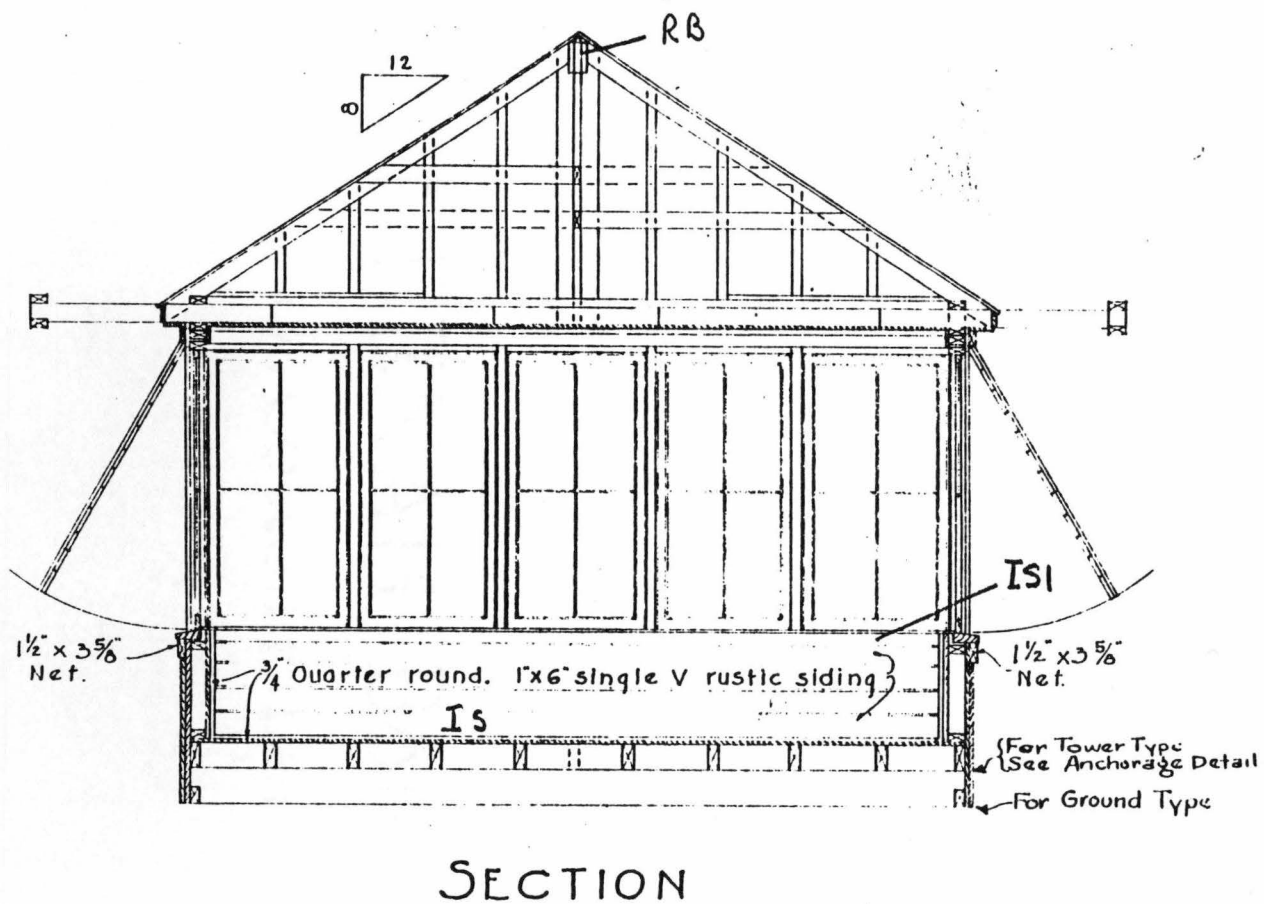 RB
12
8
IS1
1½" x 3⅝"
Net.
¾" Quarter round. 1"x6" single V rustic siding
1½" x 3⅝"
Net.
IS
For Tower Type
See Anchorage Detail
For Ground Type
SECTION